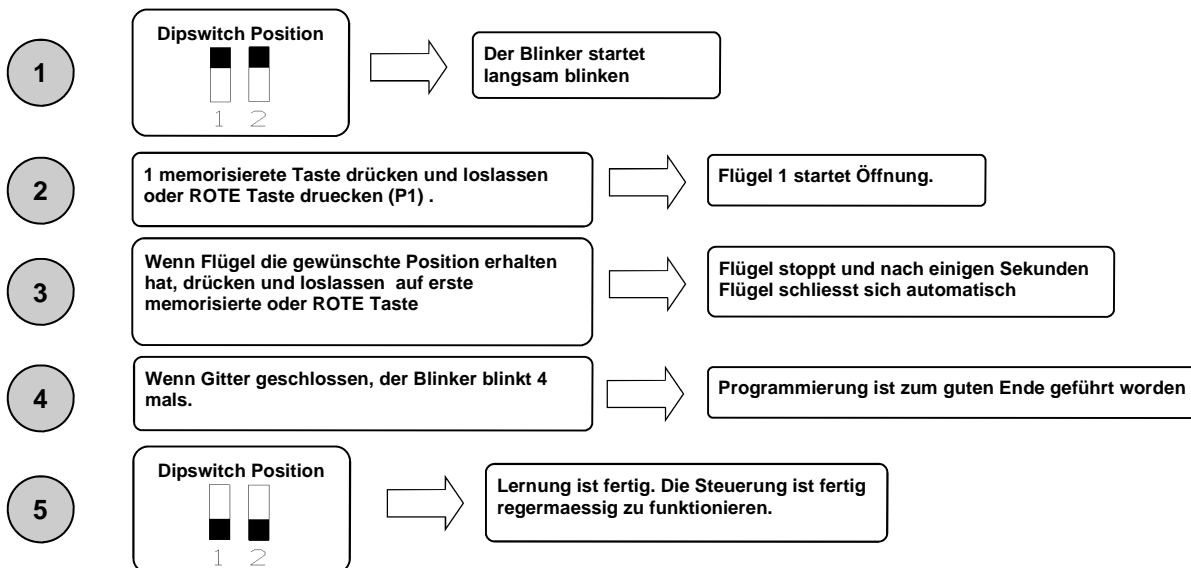 1
Dipswitch Position
1 2
Der Blinker startet
langsam blinken
2
1 memorisierete Taste drücken und loslassen
oder ROTE Taste druecken (P1) .
Flügel 1 startet Öffnung.
3
Wenn Flügel die gewünschte Position erhalten
hat, drücken und loslassen auf erste
memorisierte oder ROTE Taste
Flügel stoppt und nach einigen Sekunden
Flügel schliesst sich automatisch
4
Wenn Gitter geschlossen, der Blinker blinkt 4
mals.
Programmierung ist zum guten Ende geführt worden
5
Dipswitch Position
1 2
Lernung ist fertig. Die Steuerung ist fertig
regermaessig zu funktionieren.